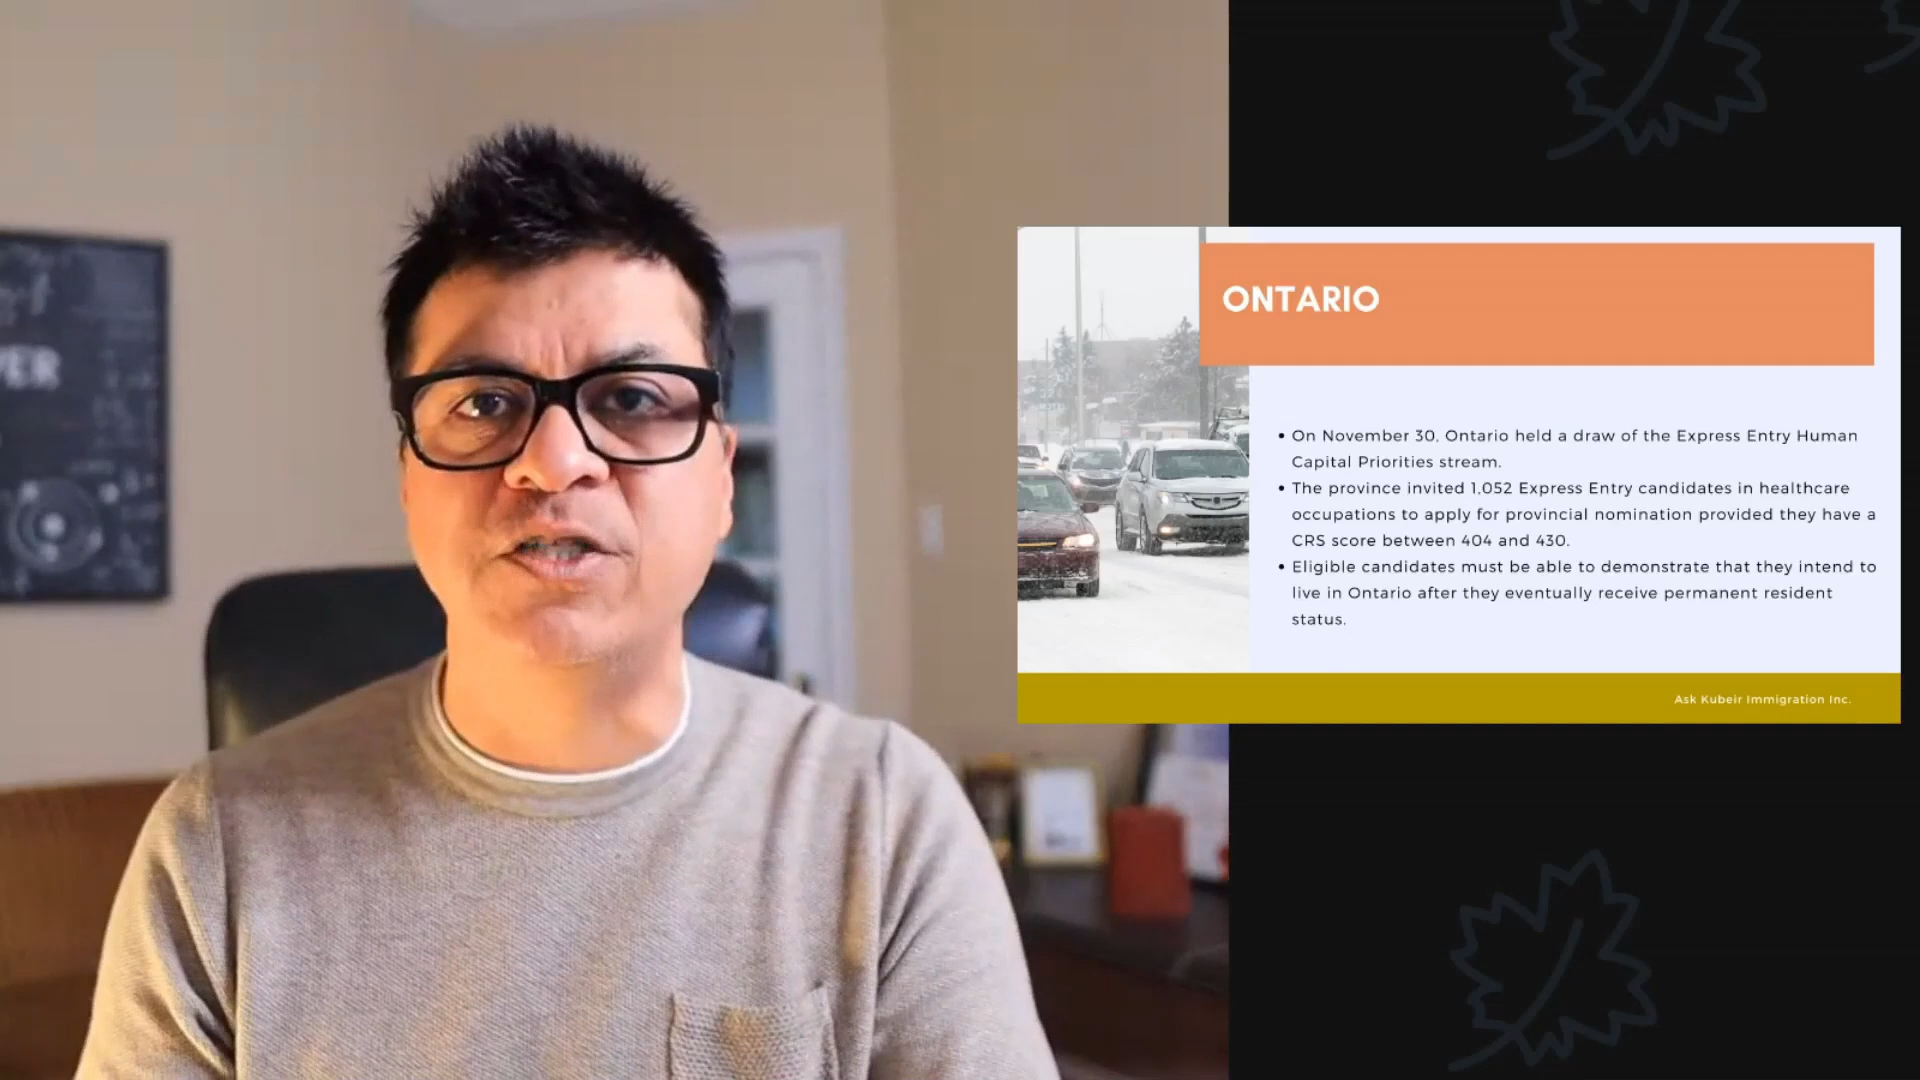 VER
ONTARIO
• On November 30, Ontario held a draw of the Express Entry Human
Capital Priorities stream.
• The province invited 1,052 Express Entry candidates in healthcare
occupations to apply for provincial nomination provided they have a
CRS score between 404 and 430.
• Eligible candidates must be able to demonstrate that they intend to
live in Ontario after they eventually receive permanent resident
status.
Ask Kubeir Immigration Inc.